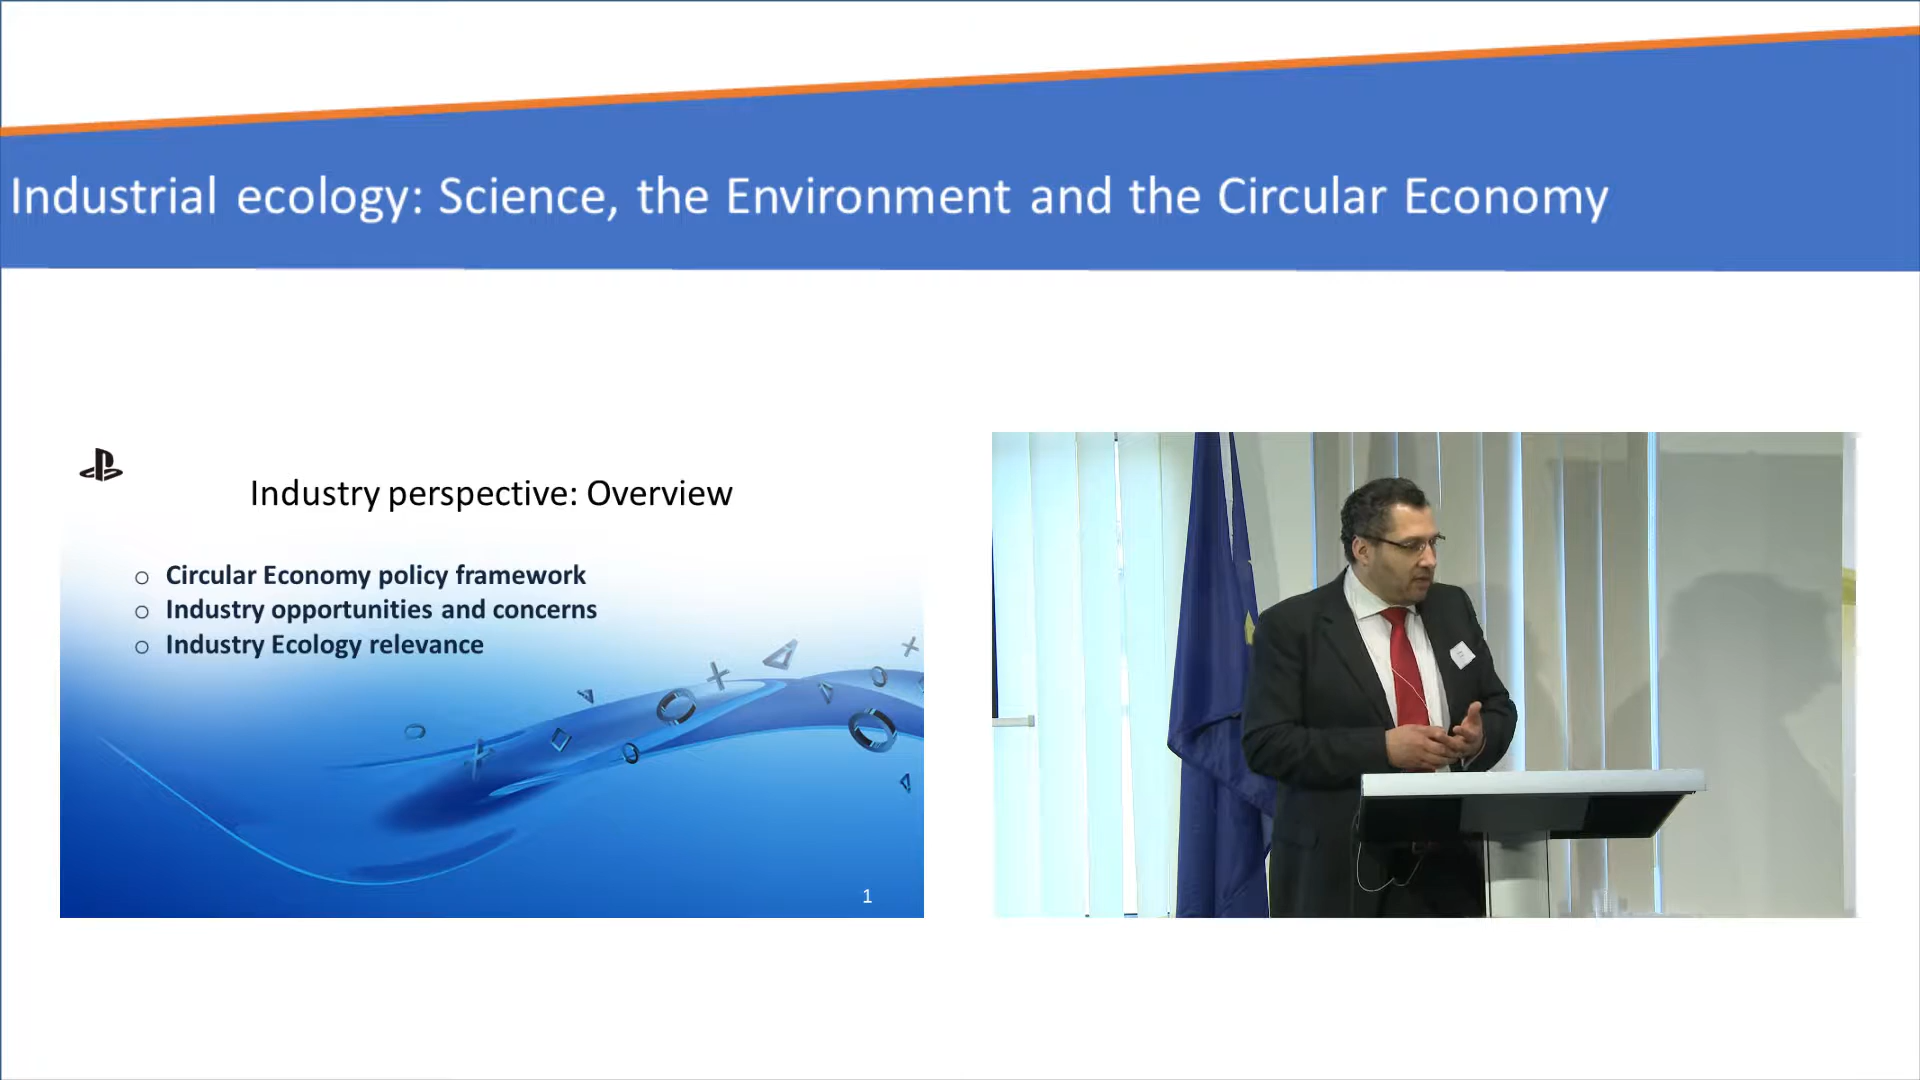 Industrial ecology: Science, the Environment and the Circular Economy
Industry perspective: Overview
Circular Economy policy framework
Industry opportunities and concerns
Industry Ecology relevance
1